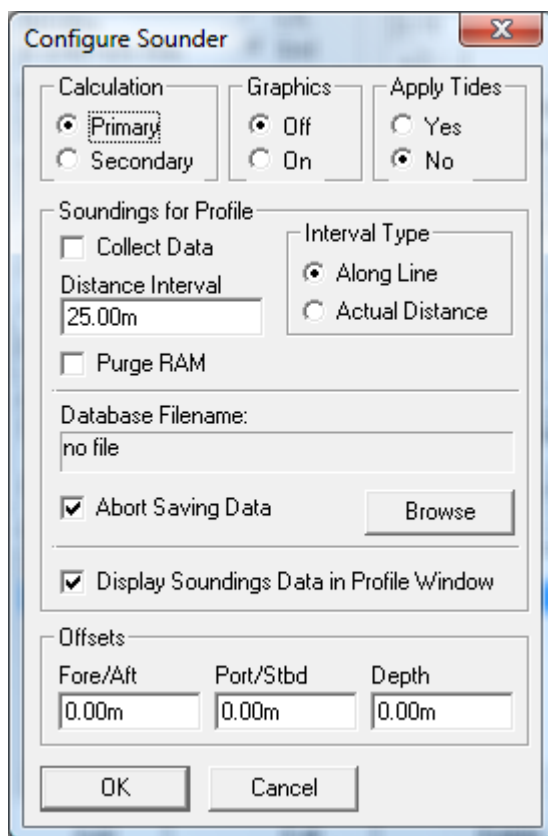 Configure Sounder
Calculation
Primary
Secondary
Graphics
Off
On
Apply Tides
Yes
No
Soundings for Profile
Collect Data
Distance Interval
25.00m
Interval Type
Along Line
Actual Distance
Purge RAM
Database Filename:
no file
Abort Saving Data
Browse
Display Soundings Data in Profile Window
Offsets
Fore/Aft
Port/Stbd
Depth
0.00m
0.00m
0.00m
OK
Cancel